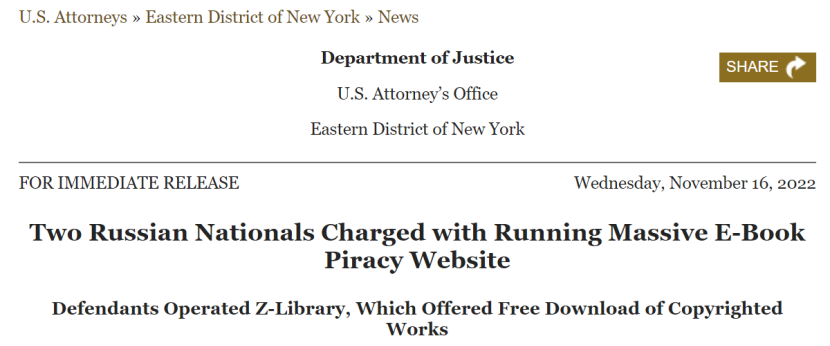 U.S. Attorneys » Eastern District of New York » News
Department of Justice
SHARE
U.S. Attorney’s Office
Eastern District of New York
FOR IMMEDIATE RELEASE
Wednesday, November 16, 2022
Two Russian Nationals Charged with Running Massive E-Book
Piracy Website
Defendants Operated Z-Library, Which Offered Free Download of Copyrighted
Works